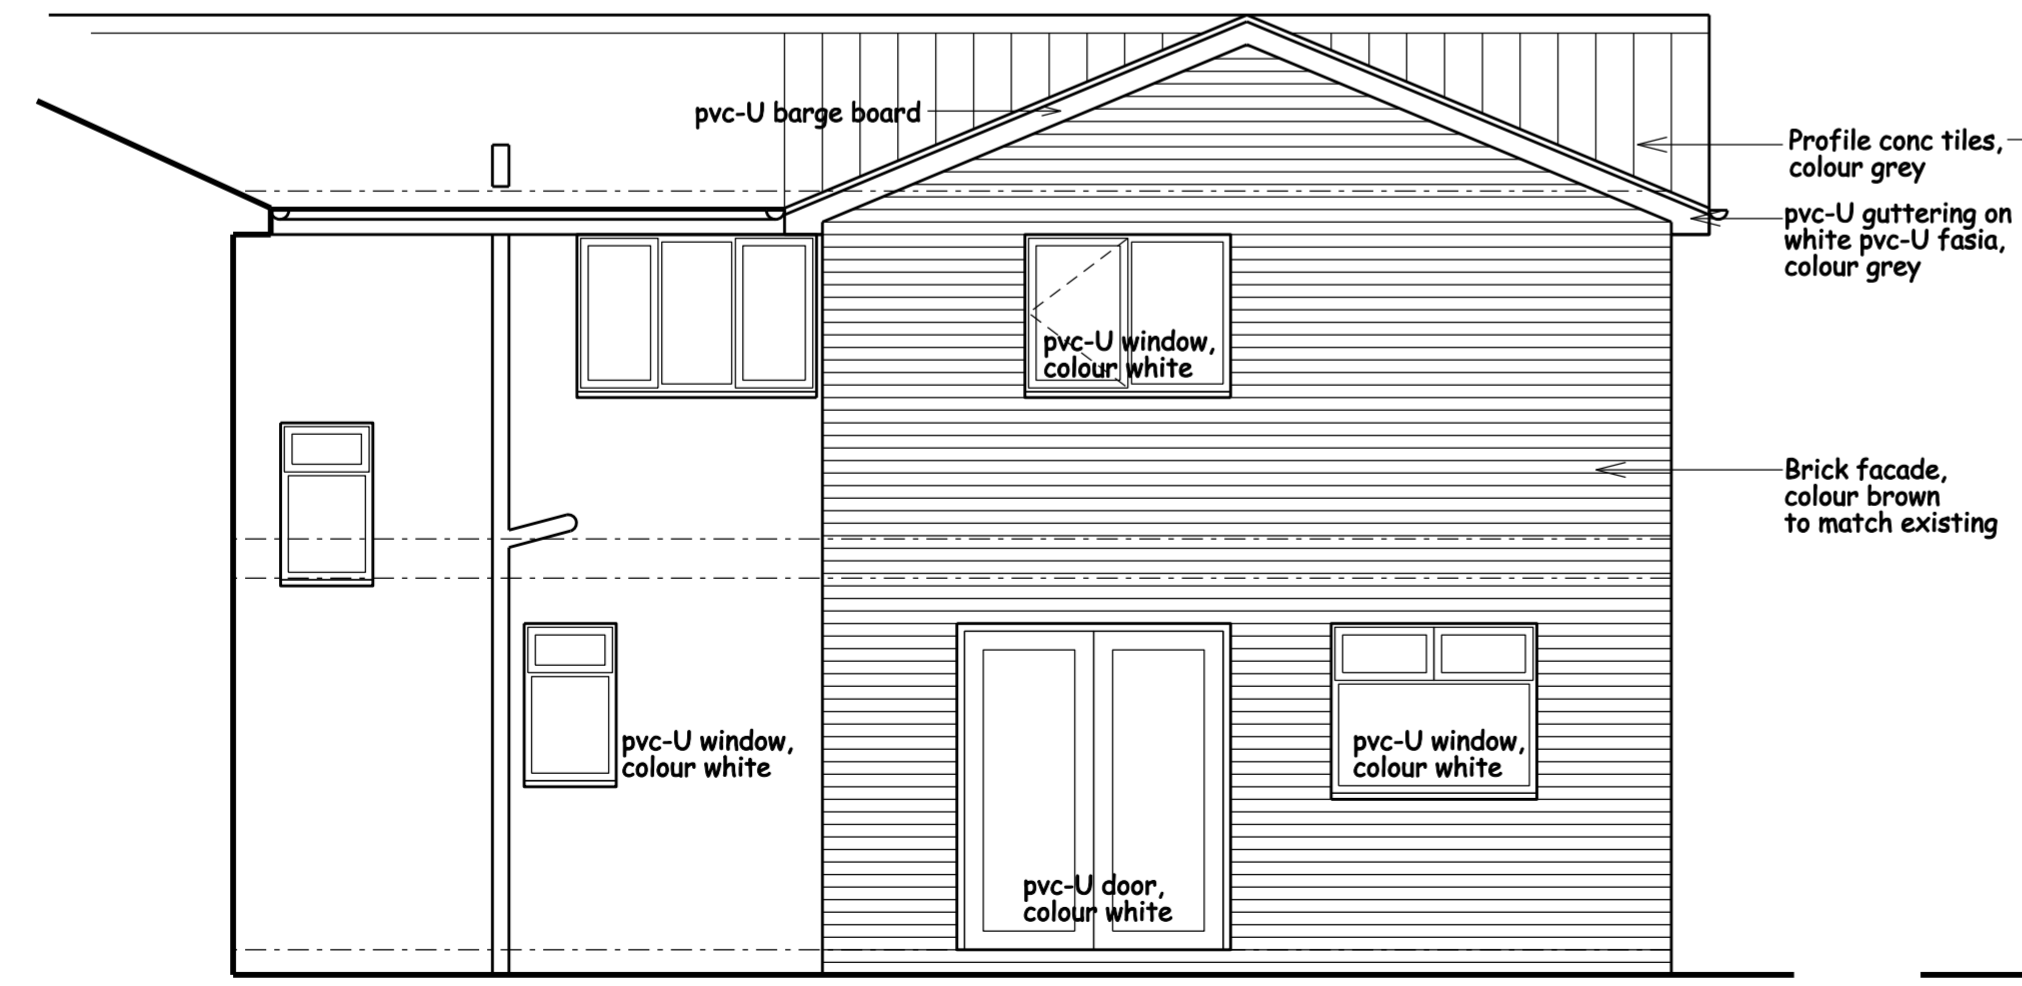 pvc-U barge board
Profile conc tiles,
colour grey
pvc-U guttering on
white pvc-U fasia,
colour grey
pvc-U window,
colour white
Brick facade,
colour brown
to match existing
pvc-U window,
colour white
pvc-U window,
colour white
pvc-U door,
colour white